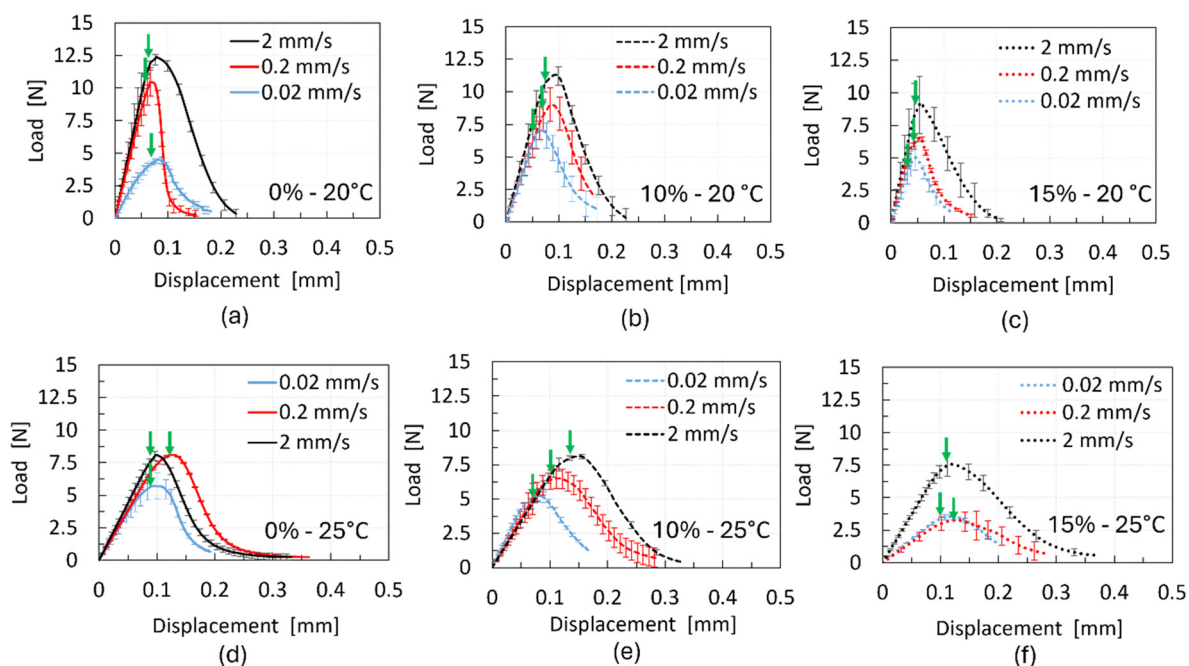 15
12.5
10
7.5
5
2.5
0
Load [N]
2 mm/s
0.2 mm/s
0.02 mm/s
0% - 20°C
0 0.1 0.2 0.3 0.4 0.5
Displacement [mm]
(a)
15
12.5
10
7.5
5
2.5
0
Load [N]
2 mm/s
0.2 mm/s
0.02 mm/s
10% - 20°C
0 0.1 0.2 0.3 0.4 0.5
Displacement [mm]
(b)
15
12.5
10
7.5
5
2.5
0
Load [N]
2 mm/s
0.2 mm/s
0.02 mm/s
15% - 20°C
0 0.1 0.2 0.3 0.4 0.5
Displacement [mm]
(c)
15
12.5
10
7.5
5
2.5
0
Load [N]
0.02 mm/s
0.2 mm/s
2 mm/s
0% - 25°C
0 0.1 0.2 0.3 0.4 0.5
Displacement [mm]
(d)
15
12.5
10
7.5
5
2.5
0
Load [N]
0.02 mm/s
0.2 mm/s
2 mm/s
10% - 25°C
0 0.1 0.2 0.3 0.4 0.5
Displacement [mm]
(e)
15
12.5
10
7.5
5
2.5
0
Load [N]
0.02 mm/s
0.2 mm/s
2 mm/s
15% - 25°C
0 0.1 0.2 0.3 0.4 0.5
Displacement [mm]
(f)